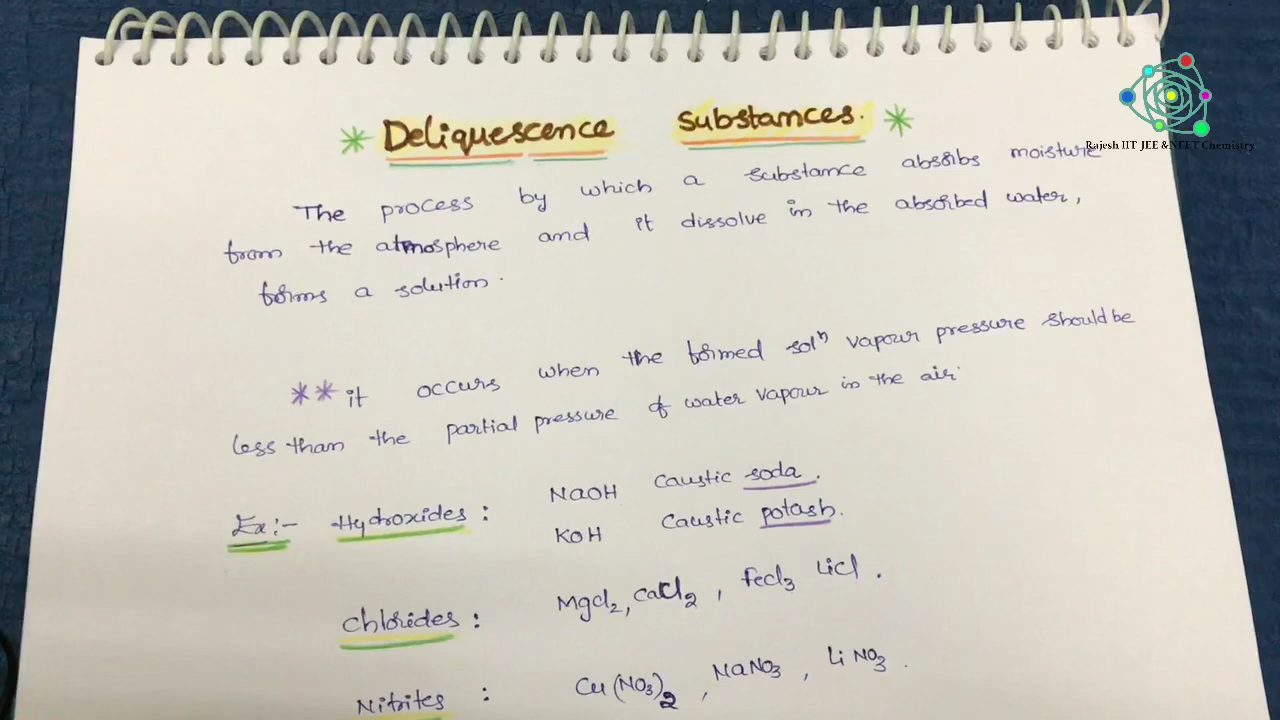 * Deliquescence substances. *
Rajesh IIT JEE & NEET Chemistry
The process by which a substance absorbs moisture
from the atmosphere and it dissolve in the absorbed water,
forms a solution.
** it occurs when the formed solⁿ vapour pressure should be
less than the partial pressure of water vapour in the air.
Ex:- Hydroxides : NaOH caustic soda.
KOH caustic potash.
Chlorides : MgCl₂, CaCl₂, FeCl₃ LiCl.
Nitrites : Cu(NO₃)₂, NaNO₃, LiNO₃.